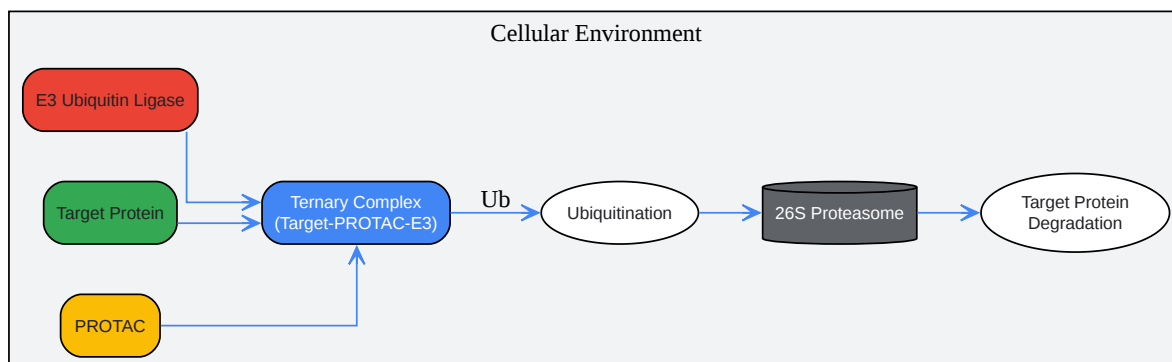 Cellular Environment
E3 Ubiquitin Ligase
Target Protein
PROTAC
Ternary Complex
(Target-PROTAC-E3)
Ub
Ubiquitination
26S Proteasome
Target Protein
Degradation